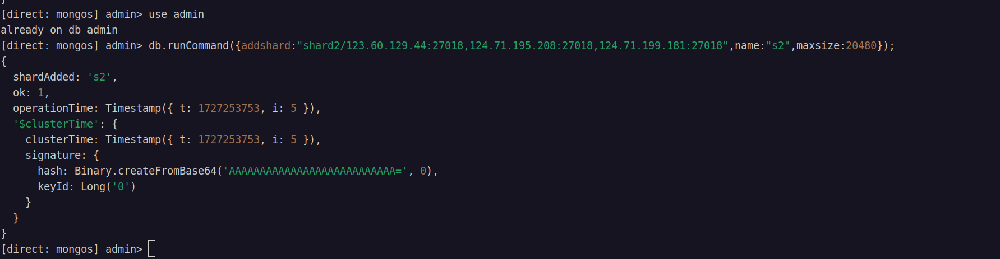 }
[direct: mongos] admin> use admin
already on db admin
[direct: mongos] admin> db.runCommand({addshard:"shard2/123.60.129.44:27018,124.71.195.208:27018,124.71.199.181:27018",name:"s2",maxsize:20480});
{
  shardAdded: 's2',
  ok: 1,
  operationTime: Timestamp({ t: 1727253753, i: 5 }),
  '$clusterTime': {
    clusterTime: Timestamp({ t: 1727253753, i: 5 }),
    signature: {
      hash: Binary.createFromBase64('AAAAAAAAAAAAAAAAAAAAAAAAAAA=', 0),
      keyId: Long('0')
    }
  }
}
[direct: mongos] admin>